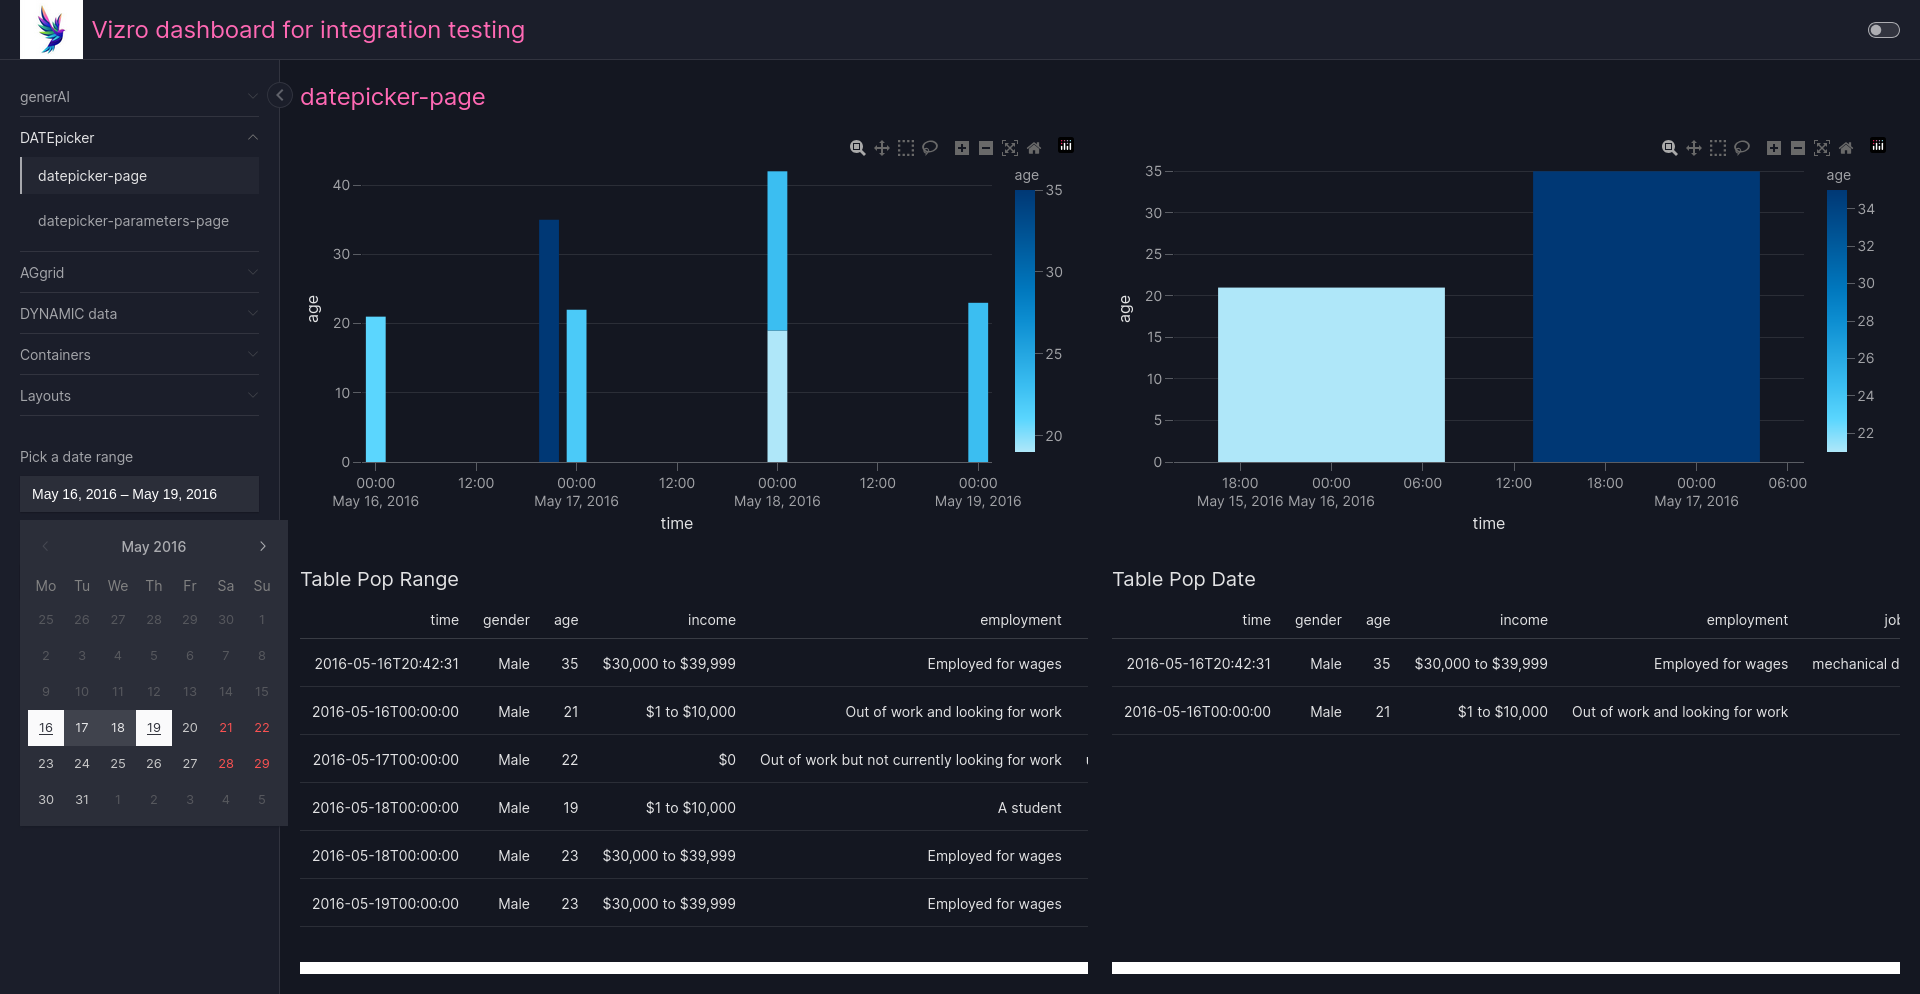 Vizro dashboard for integration testing
generAI
DATEpicker
datepicker-page
datepicker-parameters-page
AGgrid
DYNAMIC data
Containers
Layouts
Pick a date range
May 16, 2016 – May 19, 2016
May 2016
Mo Tu We Th Fr Sa Su
25 26 27 28 29 30 1
2 3 4 5 6 7 8
9 10 11 12 13 14 15
16 17 18 19 20 21 22
23 24 25 26 27 28 29
30 31 1 2 3 4 5
datepicker-page
age
40
30
20
10
0
00:00 12:00 00:00 12:00 00:00 12:00 00:00
May 16, 2016 May 17, 2016 May 18, 2016 May 19, 2016
time
age
35
30
25
20
age
35
30
25
20
15
10
5
0
18:00 00:00 06:00 12:00 18:00 00:00 06:00
May 15, 2016 May 16, 2016 May 17, 2016
time
age
34
32
30
28
26
24
22
Table Pop Range
time gender age income employment
2016-05-16T20:42:31 Male 35 $30,000 to $39,999 Employed for wages
2016-05-16T00:00:00 Male 21 $1 to $10,000 Out of work and looking for work
2016-05-17T00:00:00 Male 22 $0 Out of work but not currently looking for work
2016-05-18T00:00:00 Male 19 $1 to $10,000 A student
2016-05-18T00:00:00 Male 23 $30,000 to $39,999 Employed for wages
2016-05-19T00:00:00 Male 23 $30,000 to $39,999 Employed for wages
Table Pop Date
time gender age income employment job
2016-05-16T20:42:31 Male 35 $30,000 to $39,999 Employed for wages mechanical d
2016-05-16T00:00:00 Male 21 $1 to $10,000 Out of work and looking for work